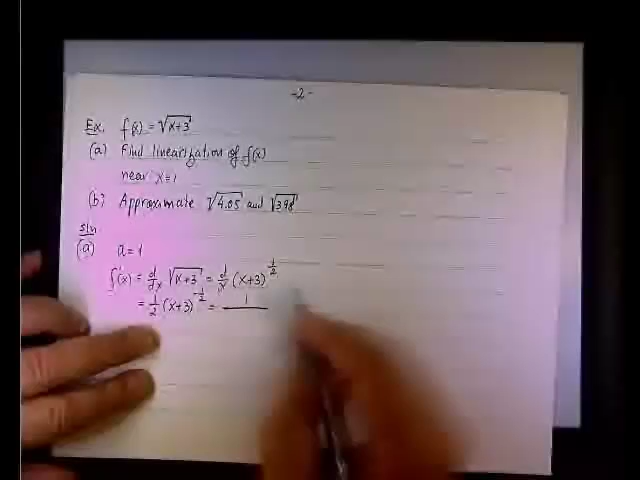 -2-
Ex. f(x) = √x+3
(a) Find linearization of f(x)
near x=1
(b) Approximate √4.05 and √3.98
Sln
(a) a = 1
f'(x) = d/dx √x+3 = d/dx (x+3)^1/2
= 1/2 (x+3)^-1/2 = 1/